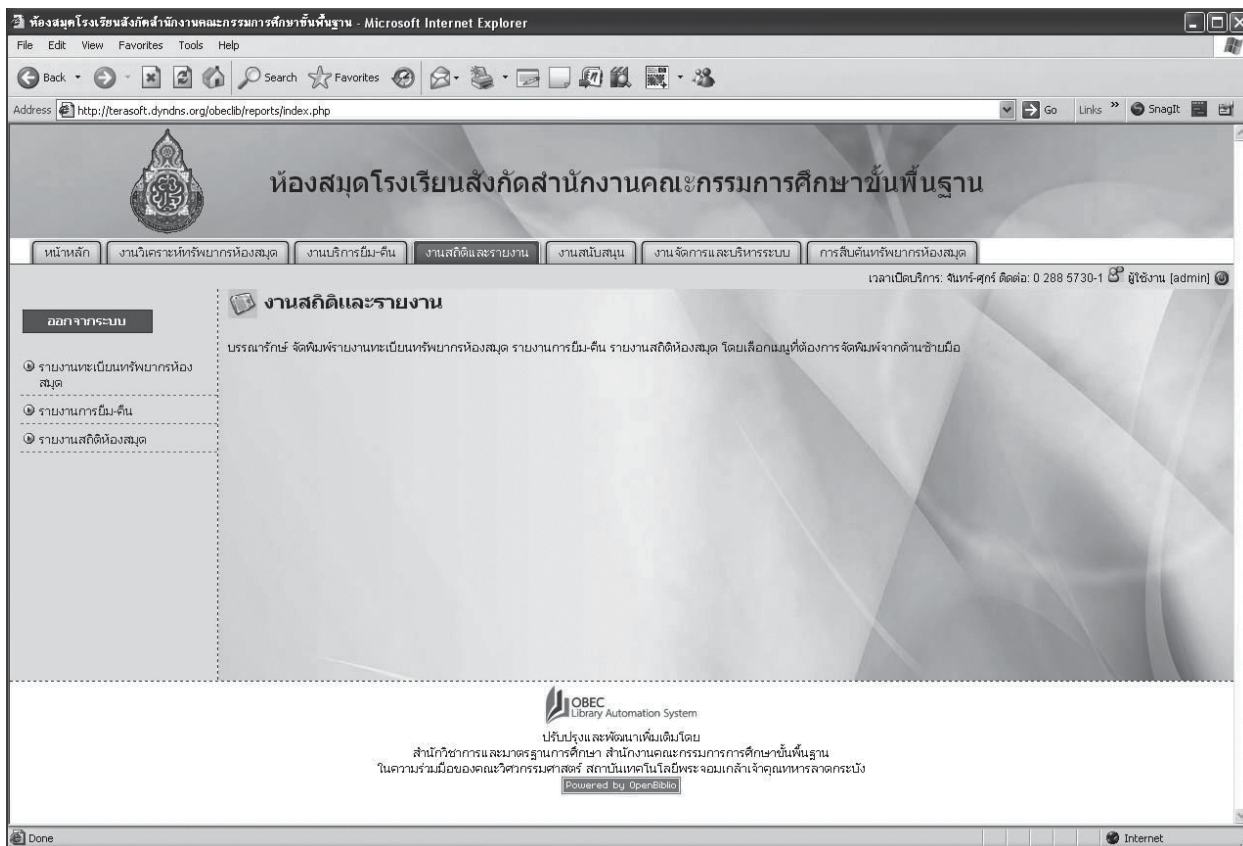 ห้องสมุดโรงเรียนสังกัดสำนักงานคณะกรรมการศึกษาขั้นพื้นฐาน - Microsoft Internet Explorer
File Edit View Favorites Tools Help
Back Search Favorites
Address http://terasoft.dyndns.org/obeclib/reports/index.php Go Links » SnagIt
ห้องสมุดโรงเรียนสังกัดสำนักงานคณะกรรมการศึกษาขั้นพื้นฐาน
หน้าหลัก งานวิเคราะห์ทรัพยากรห้องสมุด งานบริการยืม-คืน งานสถิติและรายงาน งานสนับสนุน งานจัดการและบริหารระบบ การสืบค้นทรัพยากรห้องสมุด
เวลาเปิดบริการ: จันทร์-ศุกร์ ติดต่อ: 0 288 5730-1 ผู้ใช้งาน [admin]
ออกจากระบบ
รายงานทะเบียนทรัพยากรห้อง
สมุด
รายงานการยืม-คืน
รายงานสถิติห้องสมุด
งานสถิติและรายงาน
บรรณารักษ์ จัดพิมพ์รายงานทะเบียนทรัพยากรห้องสมุด รายงานการยืม-คืน รายงานสถิติห้องสมุด โดยเลือกเมนูที่ต้องการจัดพิมพ์จากด้านซ้ายมือ
OBEC
Library Automation System
ปรับปรุงและพัฒนาเพิ่มเติมโดย
สำนักวิชาการและมาตรฐานการศึกษา สำนักงานคณะกรรมการการศึกษาขั้นพื้นฐาน
ในความร่วมมือของคณะวิศวกรรมศาสตร์ สถาบันเทคโนโลยีพระจอมเกล้าเจ้าคุณทหารลาดกระบัง
Powered by OpenBiblio
Done Internet